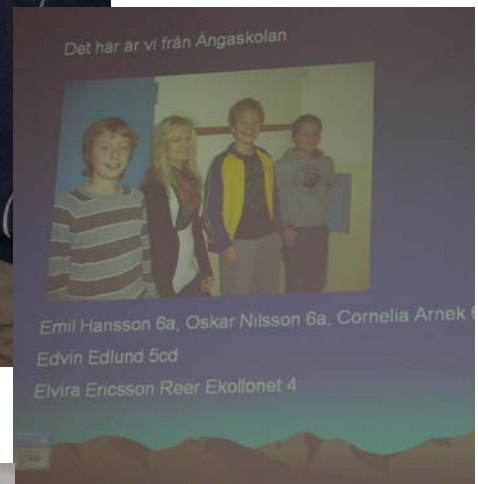 Det här är vi från Ängaskolan
Emil Hansson 6a, Oskar Nilsson 6a, Cornelia Arnek 6
Edvin Edlund 5cd
Elvira Ericsson Reer Ekollonet 4